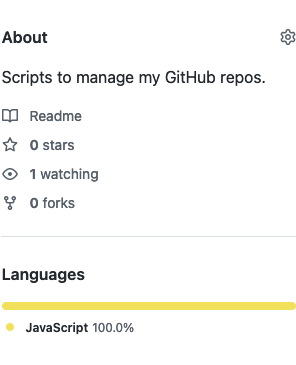 About
Scripts to manage my GitHub repos.
Readme
0 stars
1 watching
0 forks
Languages
JavaScript 100.0%